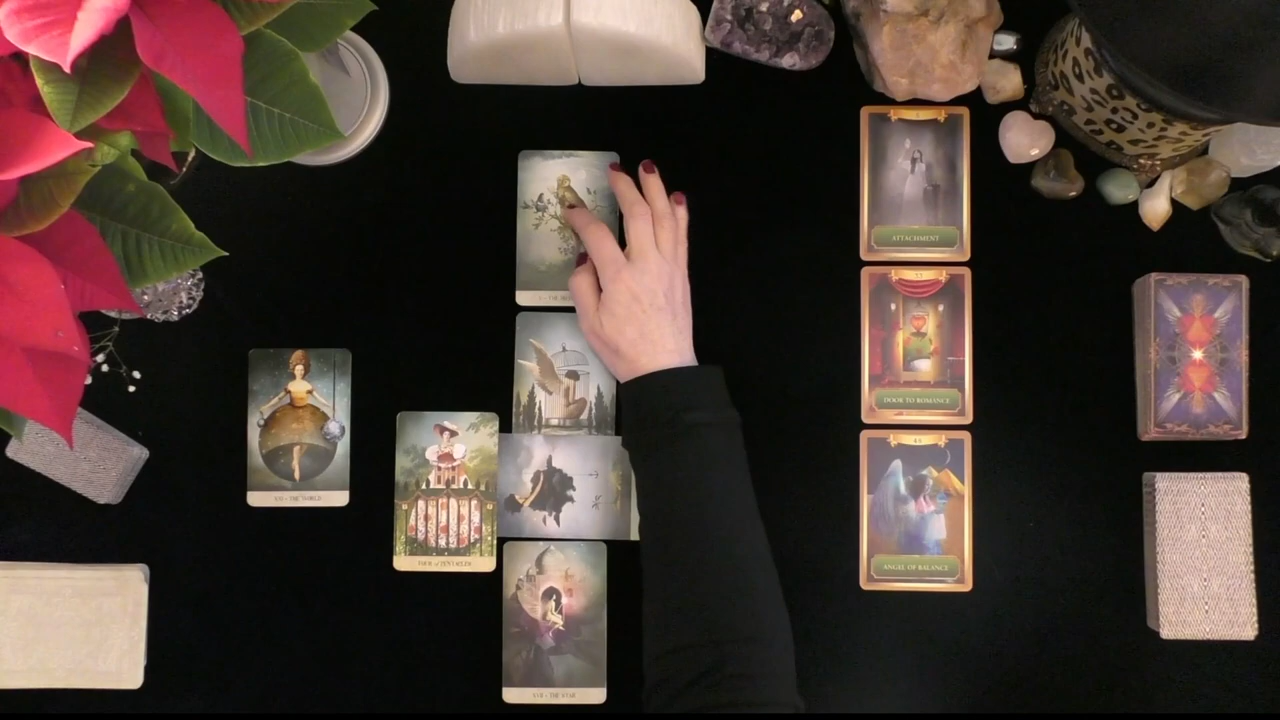 ATTACHMENT
DOOR TO ROMANCE
ANGEL OF BALANCE
XXI - THE WORLD
FOUR of PENTACLES
XVII - THE STAR